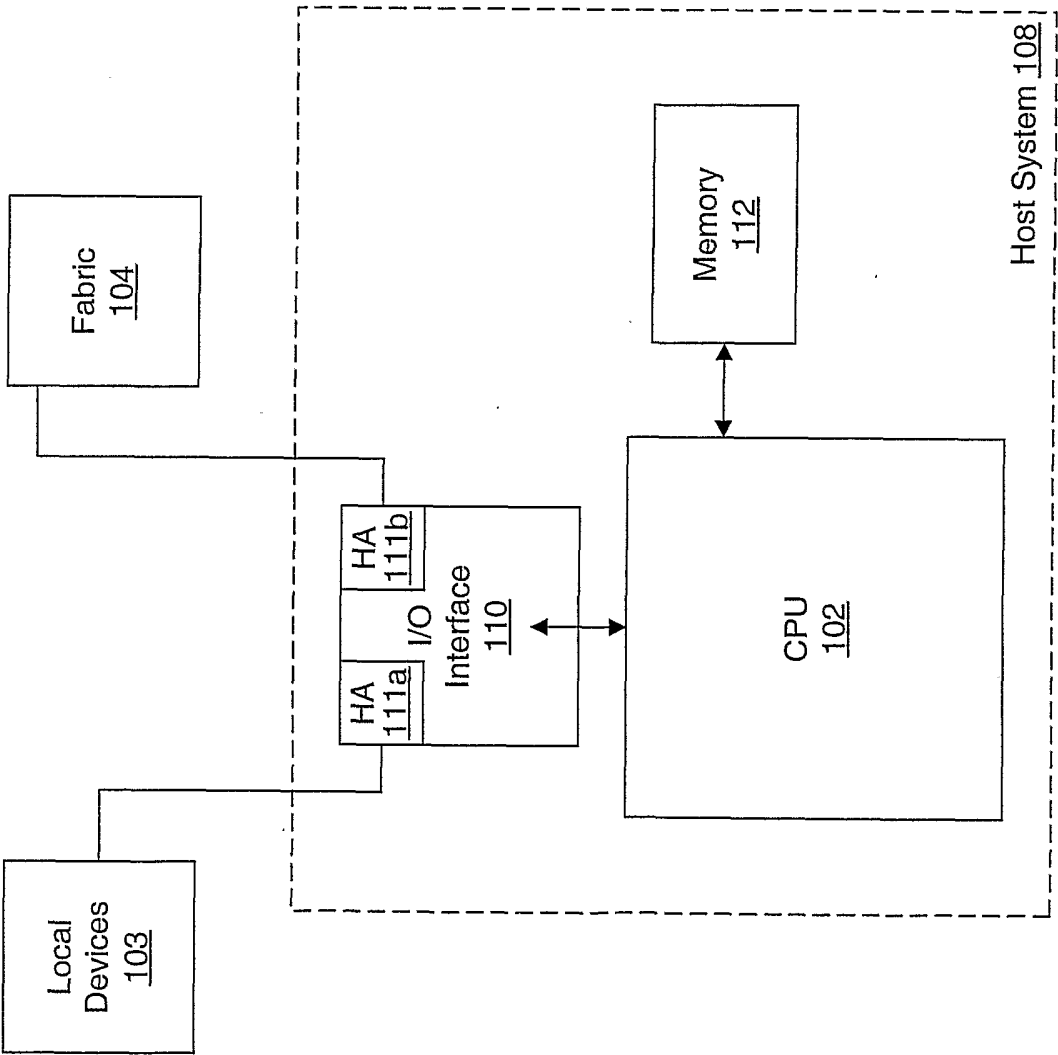 Local
Devices
103
Fabric
104
HA
111a
HA
111b
I/O
Interface
110
CPU
102
Memory
112
Host System 108